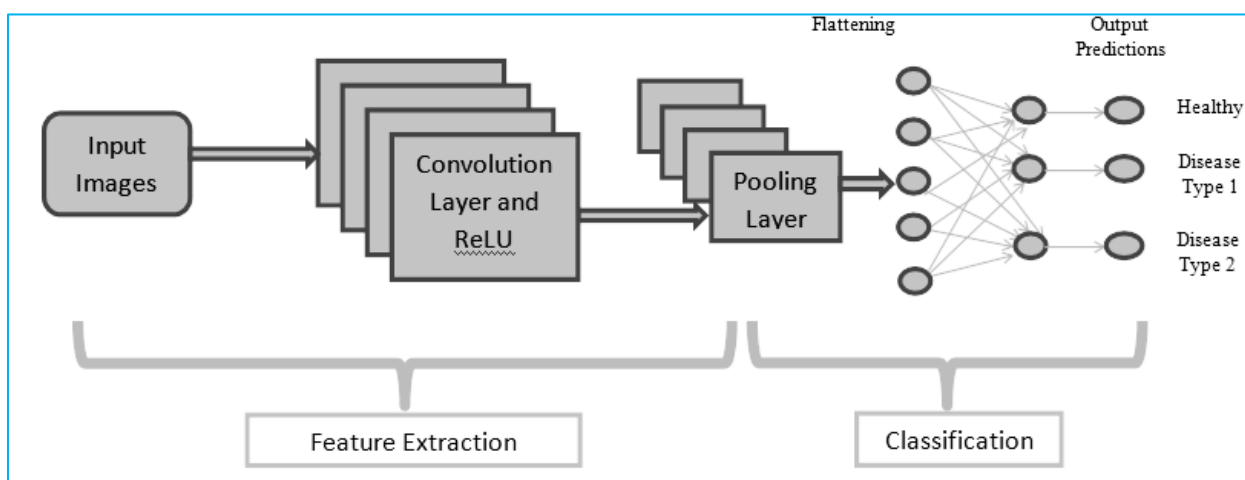 Flattening
Output
Predictions
Input
Images
Convolution
Layer and
ReLU
Pooling
Layer
Healthy
Disease
Type 1
Disease
Type 2
Feature Extraction
Classification